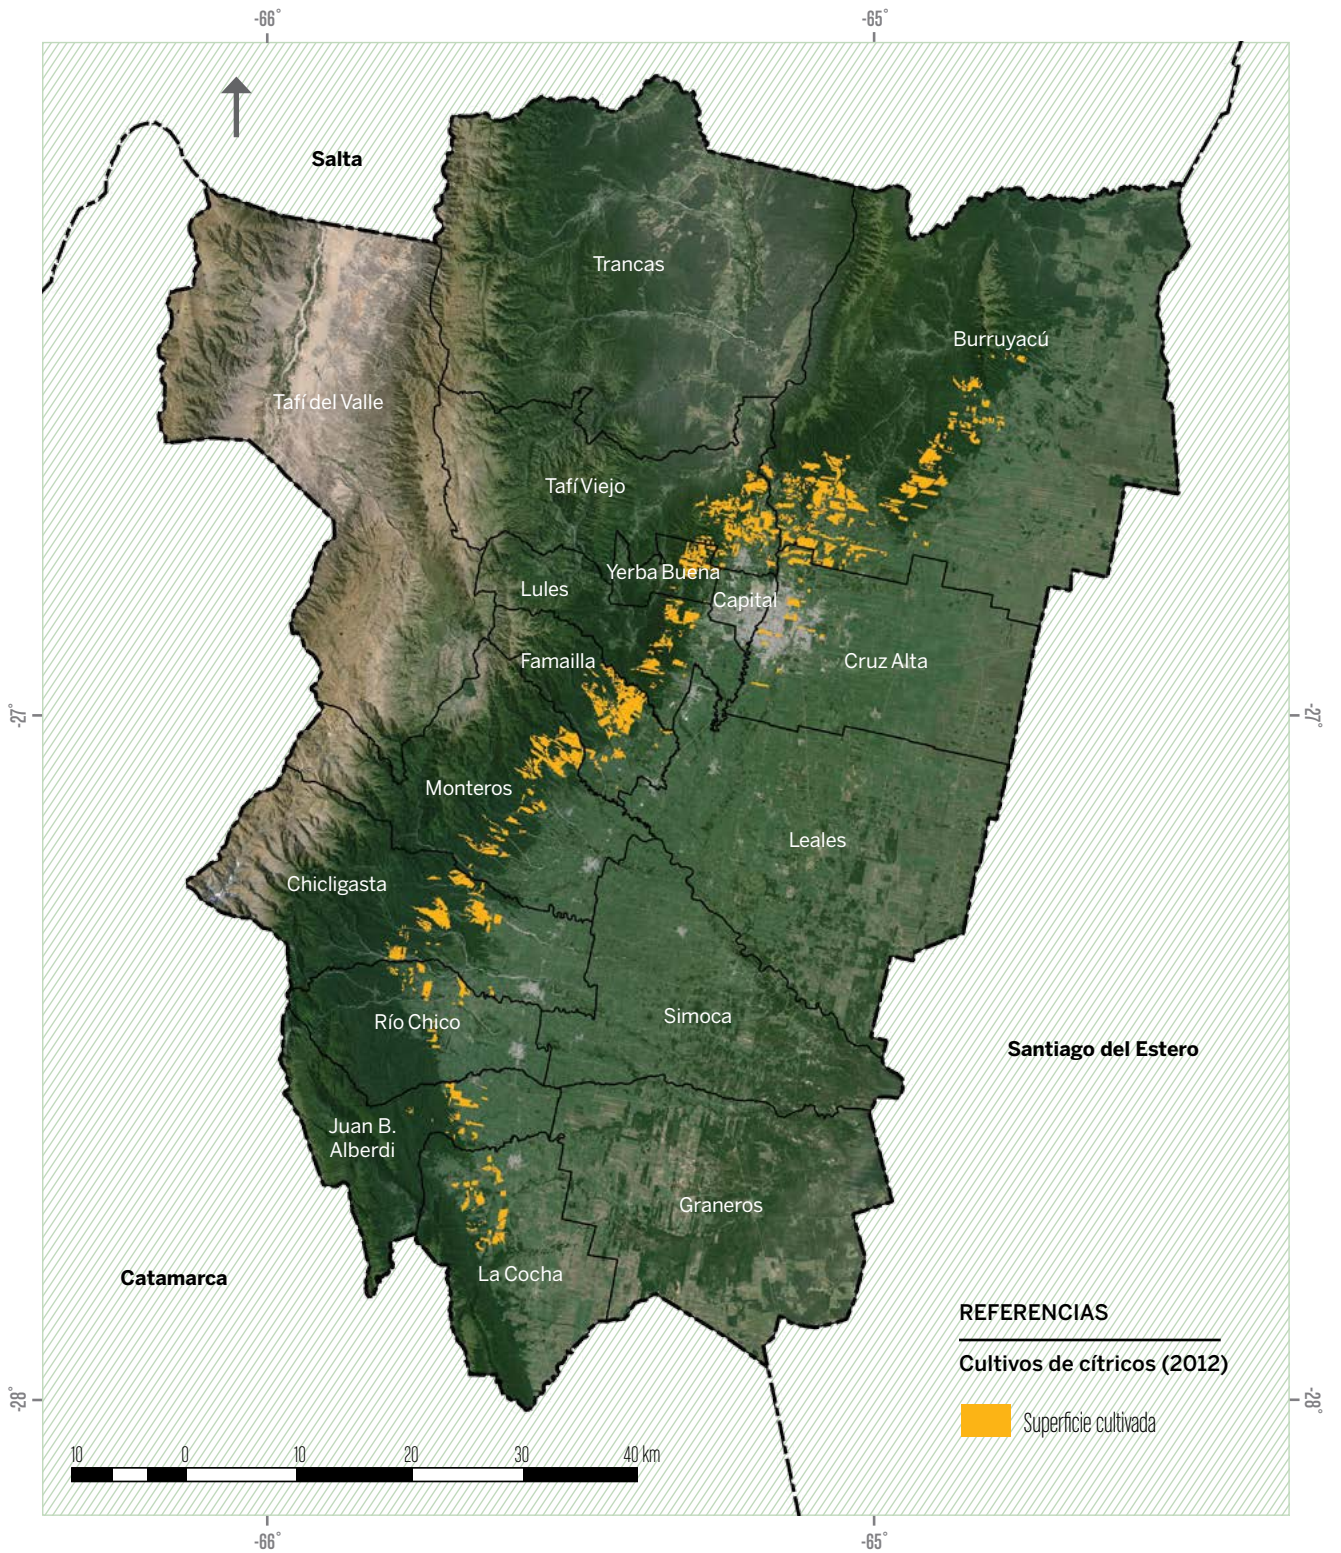 -66°
-65°
Salta
Trancas
Burruyacú
Tafí del Valle
Tafí Viejo
Yerba Buena
Lules
Capital
Famailla
Cruz Alta
-27°
-27°
Monteros
Leales
Chicligasta
Río Chico
Simoca
Santiago del Estero
Juan B.
Alberdi
Graneros
La Cocha
Catamarca
REFERENCIAS
Cultivos de cítricos (2012)
Superficie cultivada
-28°
-28°
10 0 10 20 30 40 km
-66°
-65°